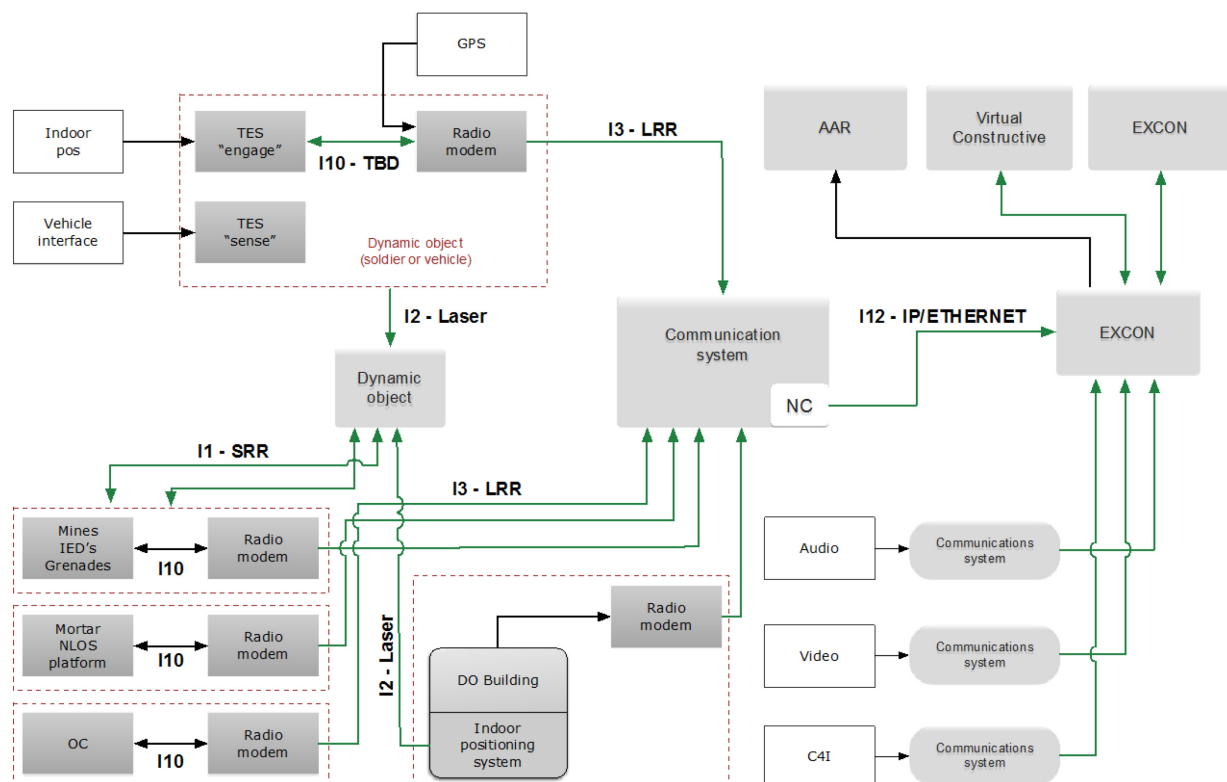 GPS
Indoor
pos
TES
“engage”
I10 - TBD
Radio
modem
I3 - LRR
AAR
Virtual
Constructive
EXCON
Vehicle
interface
TES
“sense”
Dynamic object
(soldier or vehicle)
I2 - Laser
Communication
system
NC
I12 - IP/ETHERNET
EXCON
Dynamic
object
I1 - SRR
I3 - LRR
Mines
IED's
Grenades
I10
Radio
modem
Mortar
NLOS
platform
I10
Radio
modem
OC
I10
Radio
modem
I2 - Laser
Radio
modem
DO Building
Indoor
positioning
system
Audio
Communications
system
Video
Communications
system
C4I
Communications
system